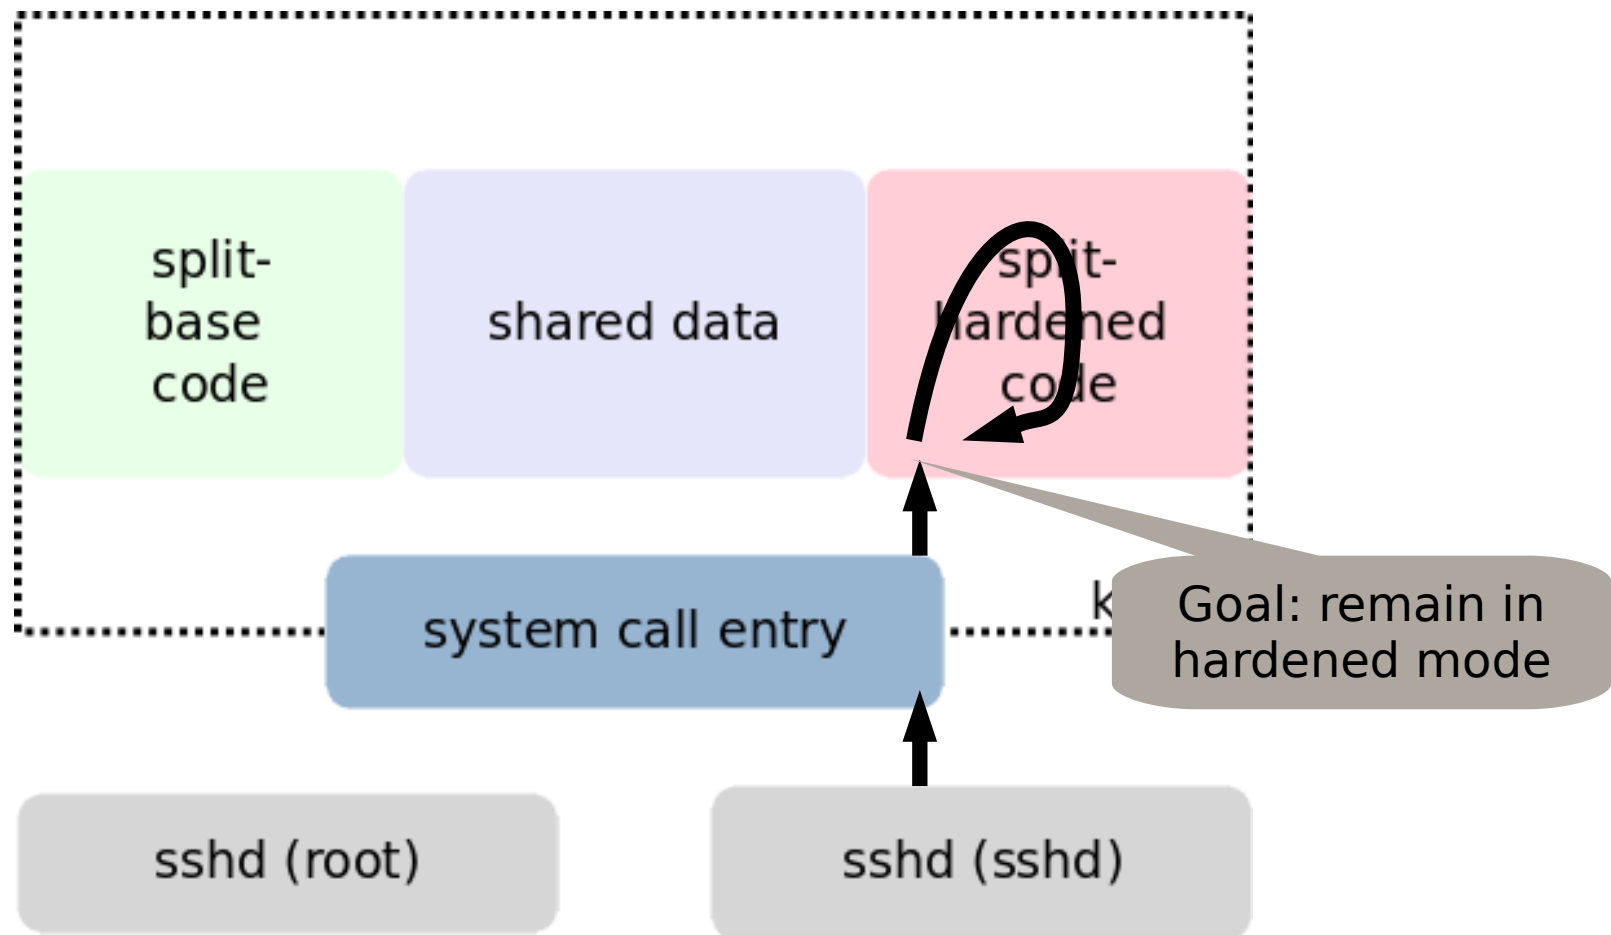 split-
base
code
shared data
split-
hardened
code
system call entry
Goal: remain in
hardened mode
sshd (root)
sshd (sshd)